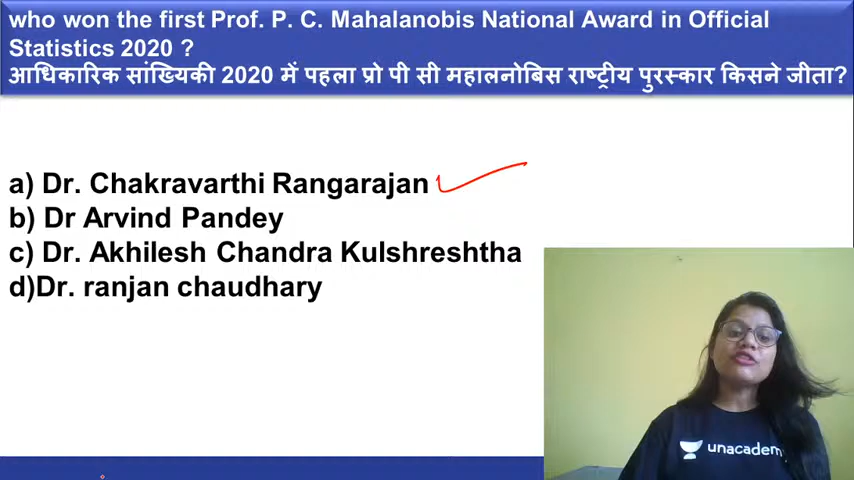 who won the first Prof. P. C. Mahalanobis National Award in Official
Statistics 2020 ?
आधिकारिक सांख्यिकी 2020 में पहला प्रो पी सी महालनोबिस राष्ट्रीय पुरस्कार किसने जीता?
a) Dr. Chakravarthi Rangarajan
b) Dr Arvind Pandey
c) Dr. Akhilesh Chandra Kulshreshtha
d)Dr. ranjan chaudhary
unacademy